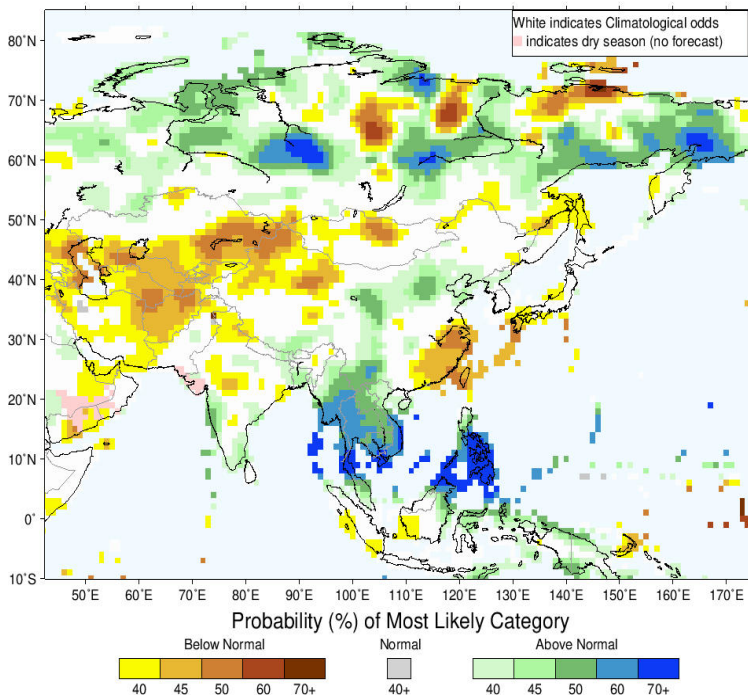 White indicates Climatological odds
indicates dry season (no forecast)
80˚N
70˚N
60˚N
50˚N
40˚N
30˚N
20˚N
10˚N
0˚
10˚S
50˚E 60˚E 70˚E 80˚E 90˚E 100˚E 110˚E 120˚E 130˚E 140˚E 150˚E 160˚E 170˚E
Probability (%) of Most Likely Category
Below Normal Normal Above Normal
40 45 50 60 70+ 40+ 40 45 50 60 70+